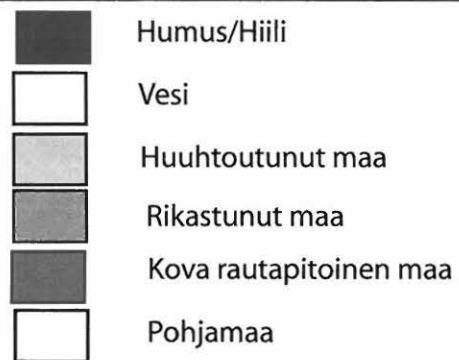 Humus/Hiili
Vesi
Huuhtoutunut maa
Rikastunut maa
Kova rautapitoinen maa
Pohjamaa